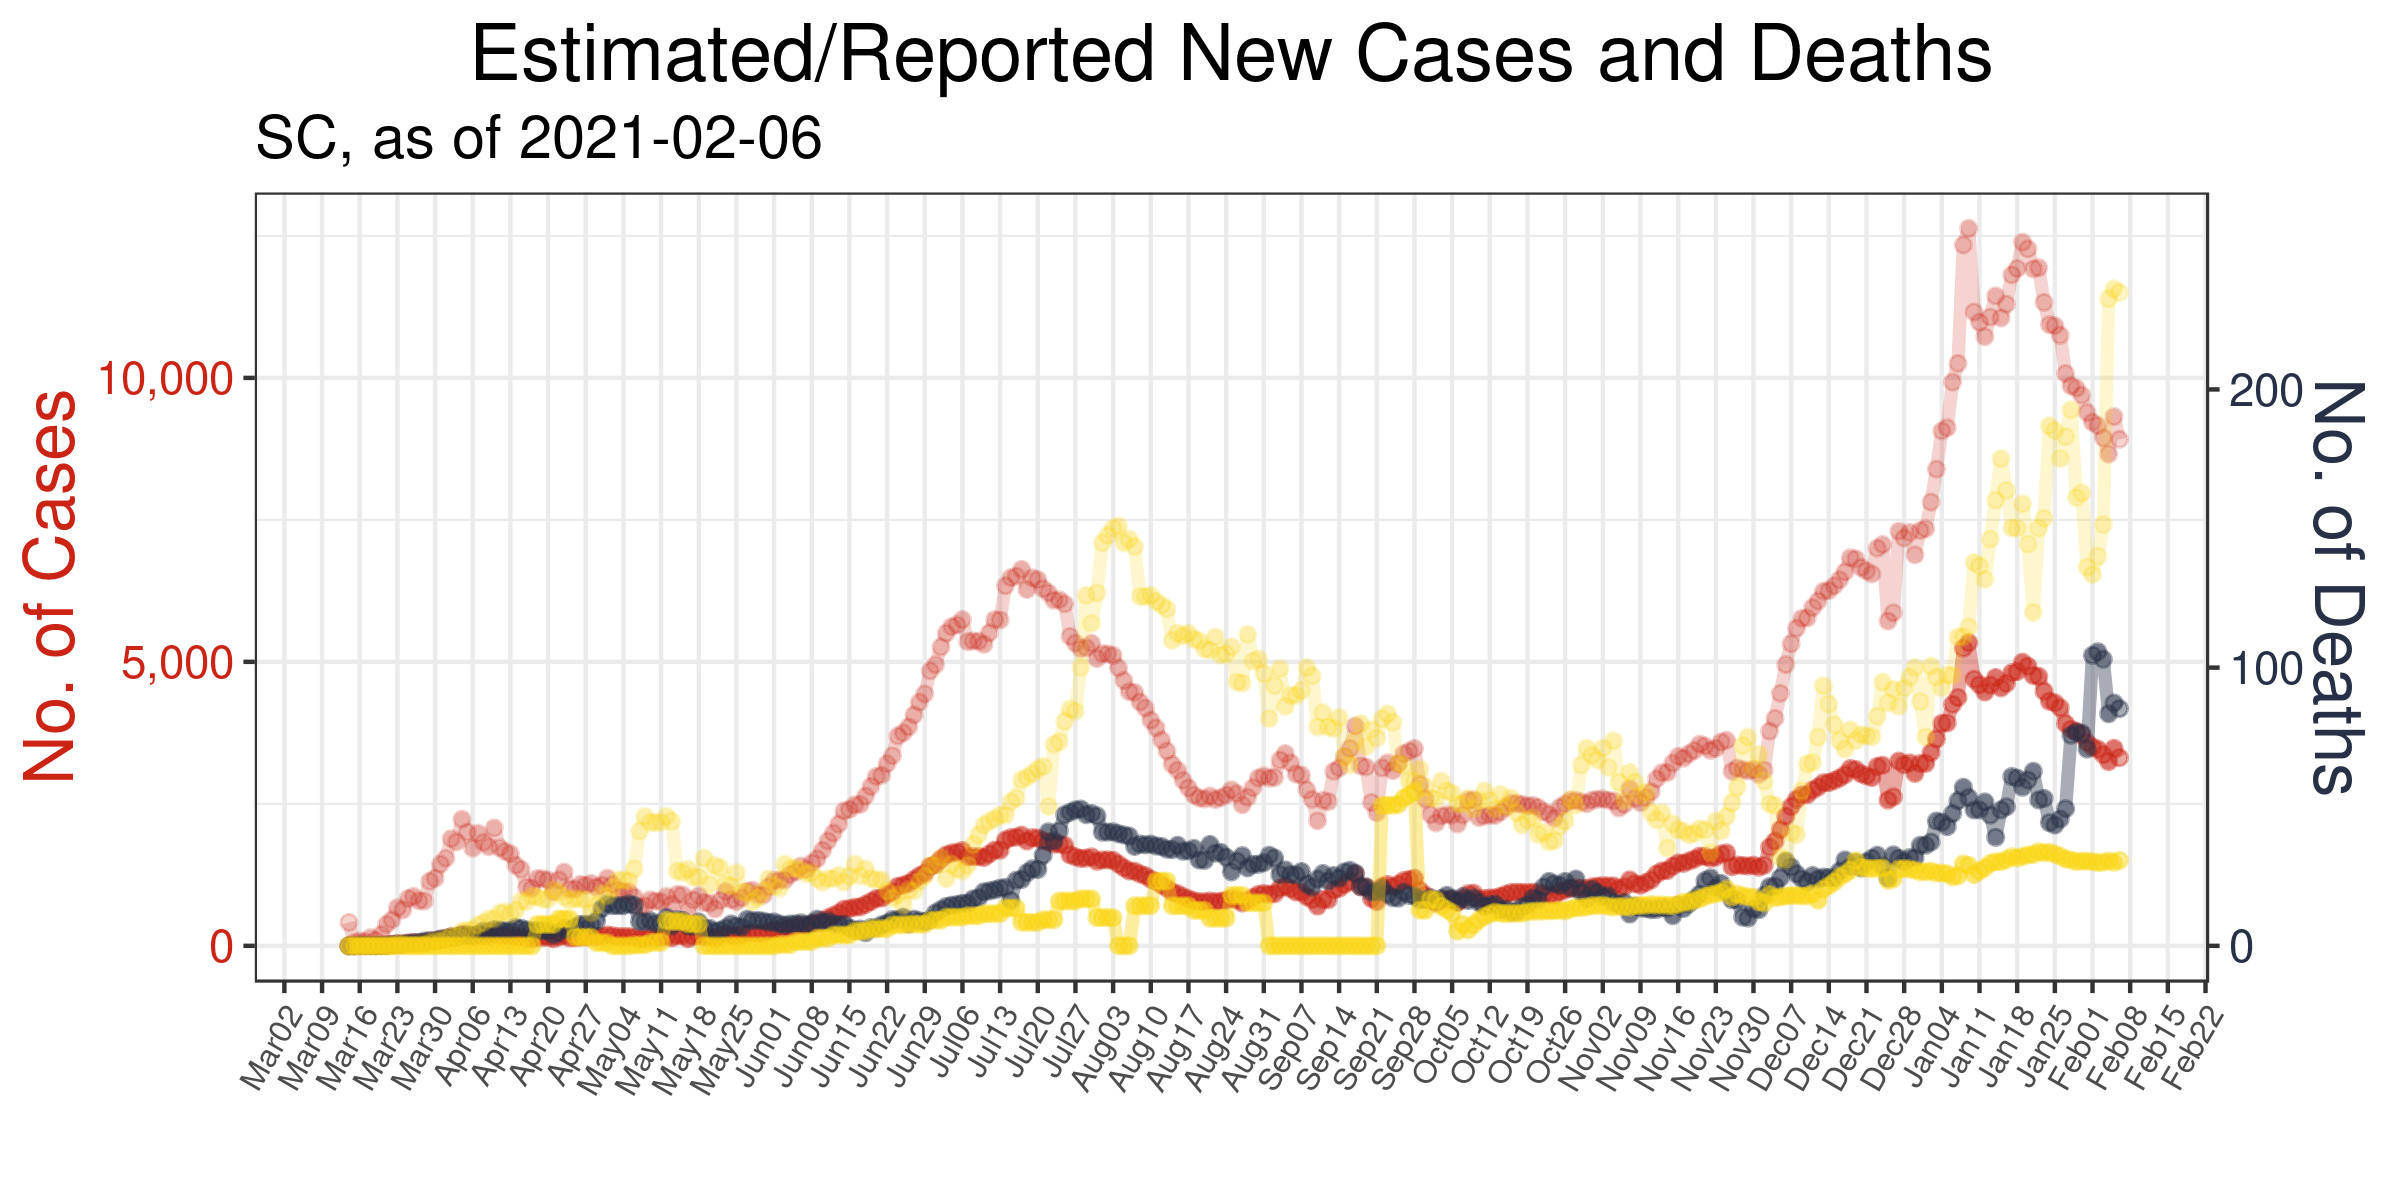 Estimated/Reported New Cases and Deaths
SC, as of 2021-02-06
No. of Cases
10,000
5,000
0
200
100
0
No. of Deaths
Mar02
Mar09
Mar16
Mar23
Mar30
Apr06
Apr13
Apr20
Apr27
May04
May11
May18
May25
Jun01
Jun08
Jun15
Jun22
Jun29
Jul06
Jul13
Jul20
Jul27
Aug03
Aug10
Aug17
Aug24
Aug31
Sep07
Sep14
Sep21
Sep28
Oct05
Oct12
Oct19
Oct26
Nov02
Nov09
Nov16
Nov23
Nov30
Dec07
Dec14
Dec21
Dec28
Dec04
Jan11
Jan18
Jan18
Jan25
Feb01
Feb08
Feb15
Feb22